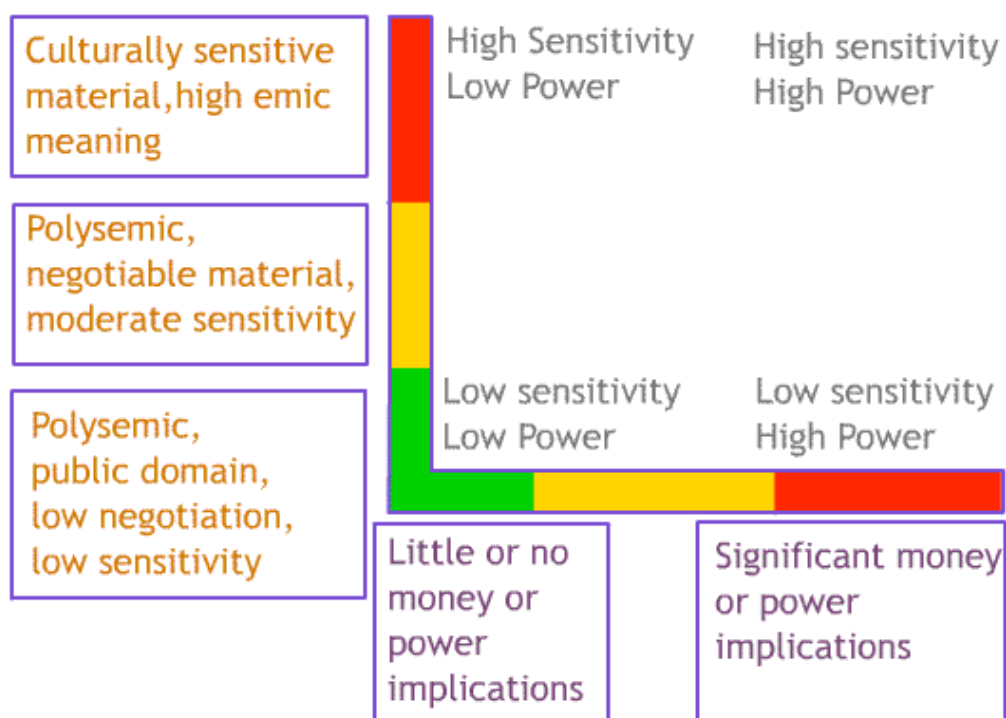 Culturally sensitive
material,high emic
meaning
High Sensitivity
Low Power
High sensitivity
High Power
Polysemic,
negotiable material,
moderate sensitivity
Polysemic,
public domain,
low negotiation,
low sensitivity
Low sensitivity
Low Power
Low sensitivity
High Power
Little or no
money or
power
implications
Significant money
or power
implications